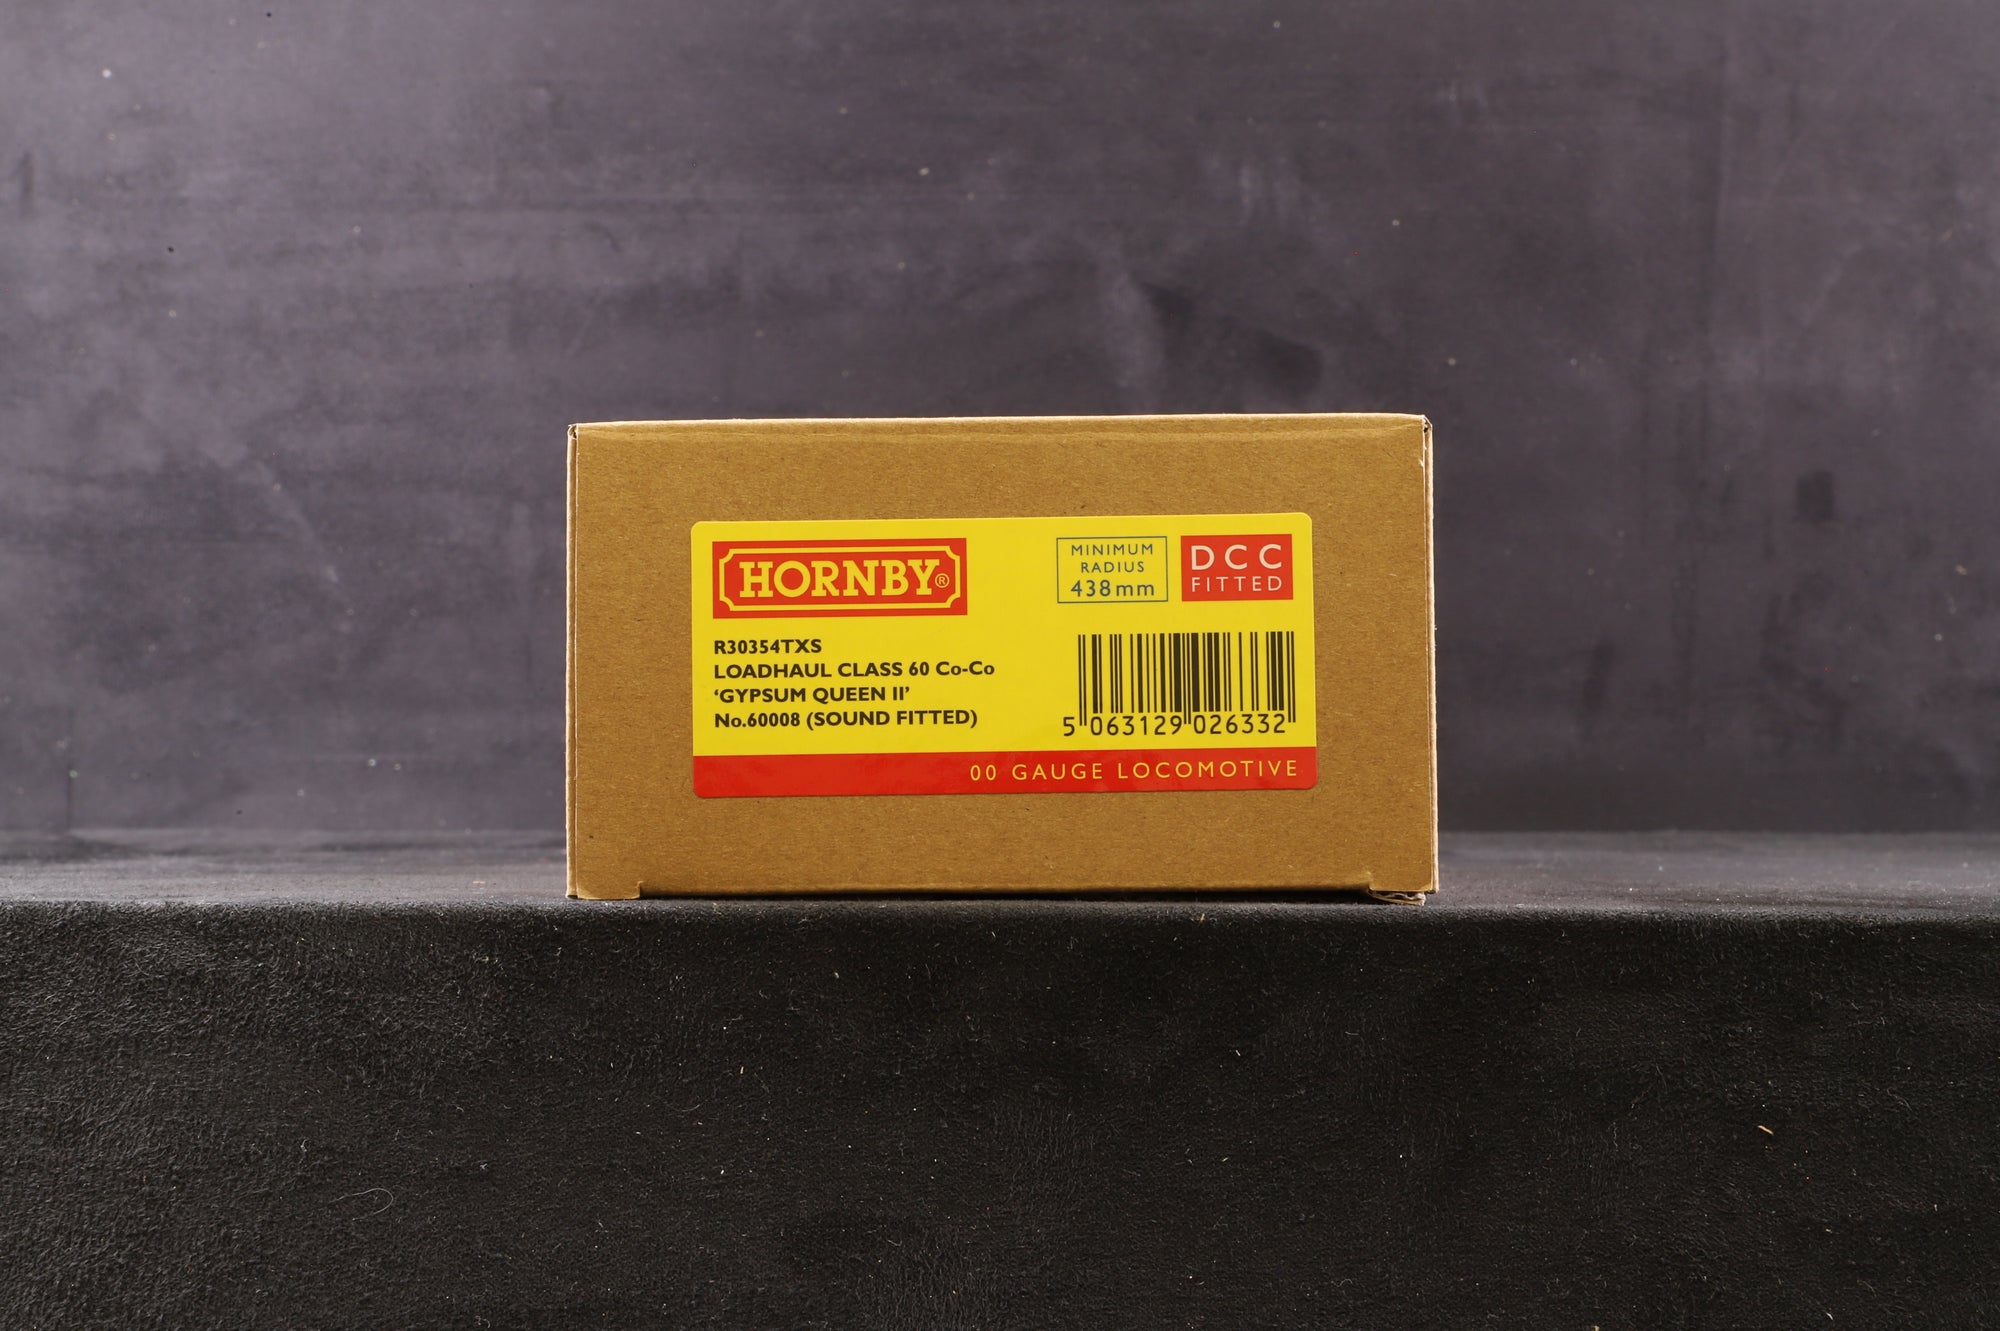 HORNBY®
MINIMUM
RADIUS
438mm
DCC
FITTED
R30354TXS
LOADHAUL CLASS 60 Co-Co
‘GYPSUM QUEEN II’
No.60008 (SOUND FITTED)
5 063129 026332
00 GAUGE LOCOMOTIVE